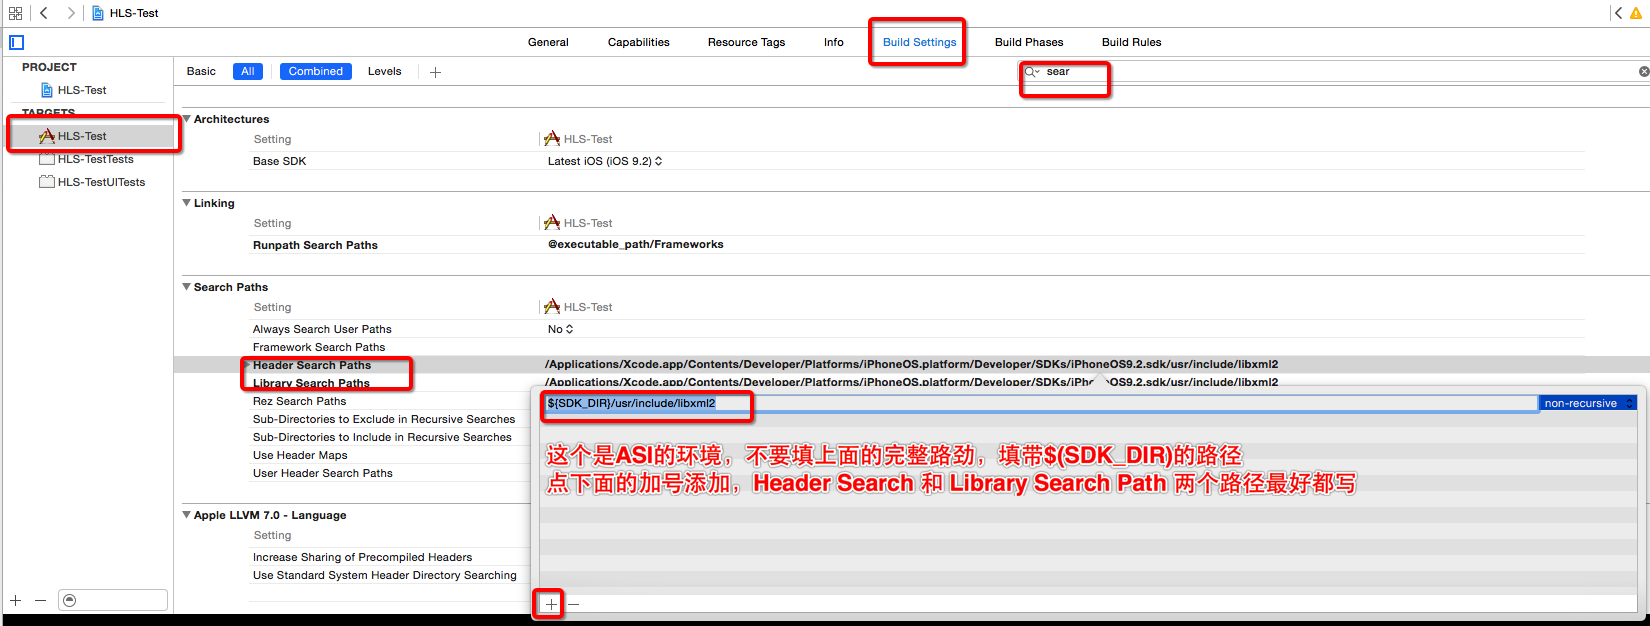 HLS-Test
General Capabilities Resource Tags Info Build Settings Build Phases Build Rules
PROJECT
HLS-Test
TARGETS
HLS-Test
HLS-TestTests
HLS-TestUITests
Basic All Combined Levels
sear
Architectures
Setting HLS-Test
Base SDK Latest iOS (iOS 9.2)
Linking
Setting HLS-Test
Runpath Search Paths @executable_path/Frameworks
Search Paths
Setting HLS-Test
Always Search User Paths No
Framework Search Paths
Header Search Paths /Applications/Xcode.app/Contents/Developer/Platforms/iPhoneOS.platform/Developer/SDKs/iPhoneOS9.2.sdk/usr/include/libxml2
Library Search Paths /Applications/Xcode.app/Contents/Developer/Platforms/iPhoneOS.platform/Developer/SDKs/iPhoneOS9.2.sdk/usr/include/libxml2
Rez Search Paths
Sub-Directories to Exclude in Recursive Searches
Sub-Directories to Include in Recursive Searches
Use Header Maps
User Header Search Paths
Apple LLVM 7.0 - Language
Setting
Increase Sharing of Precompiled Headers
Use Standard System Header Directory Searching
${SDK_DIR}/usr/include/libxml2 non-recursive
这个是ASI的环境，不要填上面的完整路劲，填带$(SDK_DIR)的路径
点下面的加号添加，Header Search 和 Library Search Path 两个路径最好都写